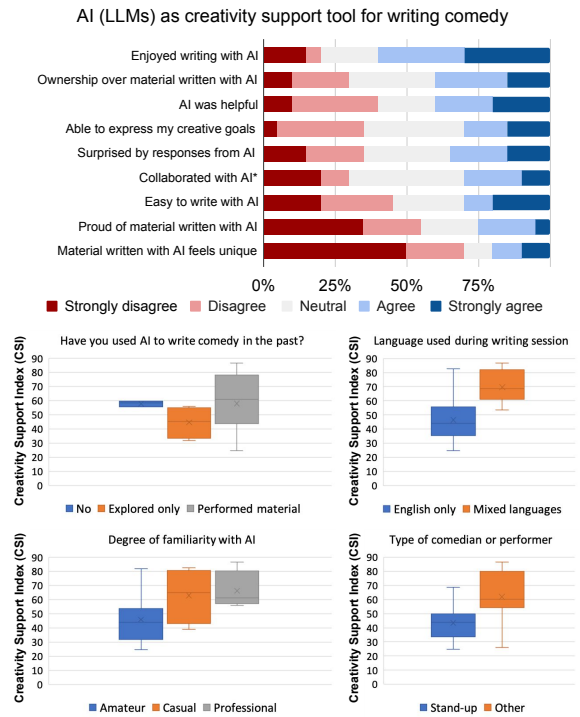 AI (LLMs) as creativity support tool for writing comedy
Enjoyed writing with AI
Ownership over material written with AI
AI was helpful
Able to express my creative goals
Surprised by responses from AI
Collaborated with AI*
Easy to write with AI
Proud of material written with AI
Material written with AI feels unique
0% 25% 50% 75%
Strongly disagree Disagree Neutral Agree Strongly agree
Have you used AI to write comedy in the past?
Creativity Support Index (CSI)
90
80
70
60
50
40
30
20
10
0
No Explored only Performed material
Language used during writing session
Creativity Support Index (CSI)
90
80
70
60
50
40
30
20
10
0
English only Mixed languages
Degree of familiarity with AI
Creativity Support Index (CSI)
90
80
70
60
50
40
30
20
10
0
Amateur Casual Professional
Type of comedian or performer
Creativity Support Index (CSI)
90
80
70
60
50
40
30
20
10
0
Stand-up Other